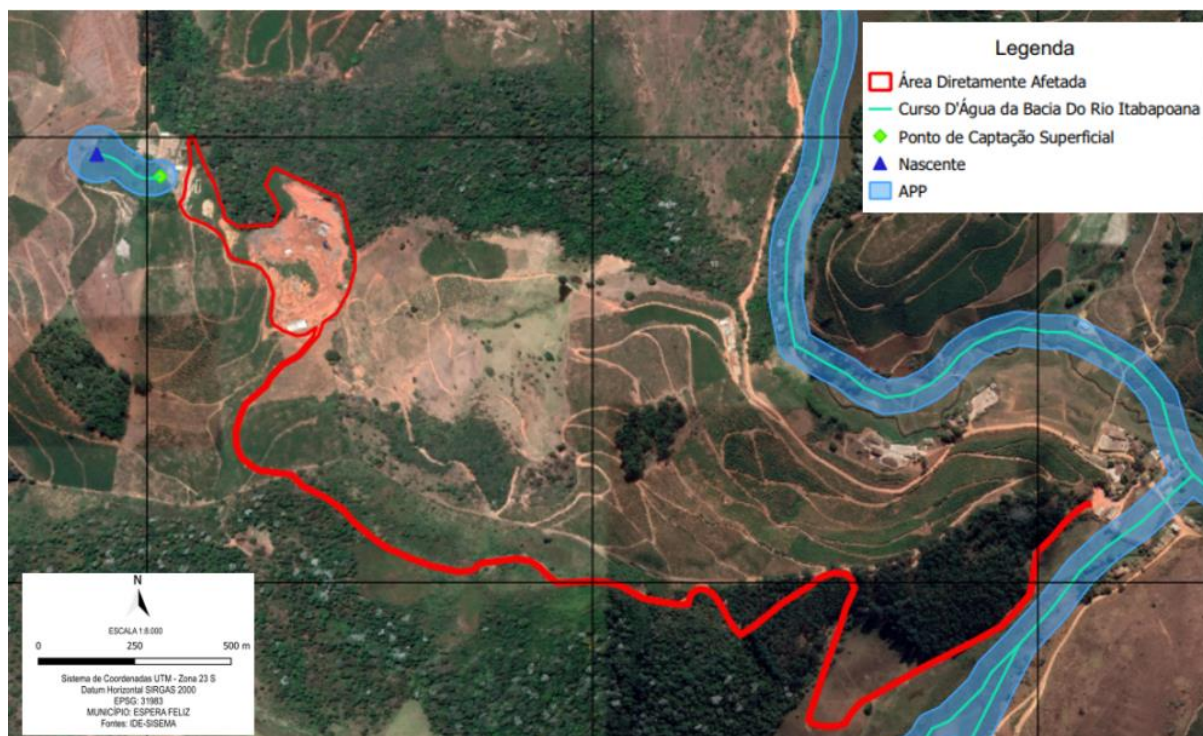 Legenda
Área Diretamente Afetada
Curso D'Água da Bacia Do Rio Itabapoana
Ponto de Captação Superficial
Nascente
APP
N
ESCALA 1:8.000
0 250 500 m
Sistema de Coordenadas UTM - Zona 23 S
Datum Horizontal SIRGAS 2000
EPSG: 31983
MUNICÍPIO: ESPERA FELIZ
Fontes: IDE-SISEMA